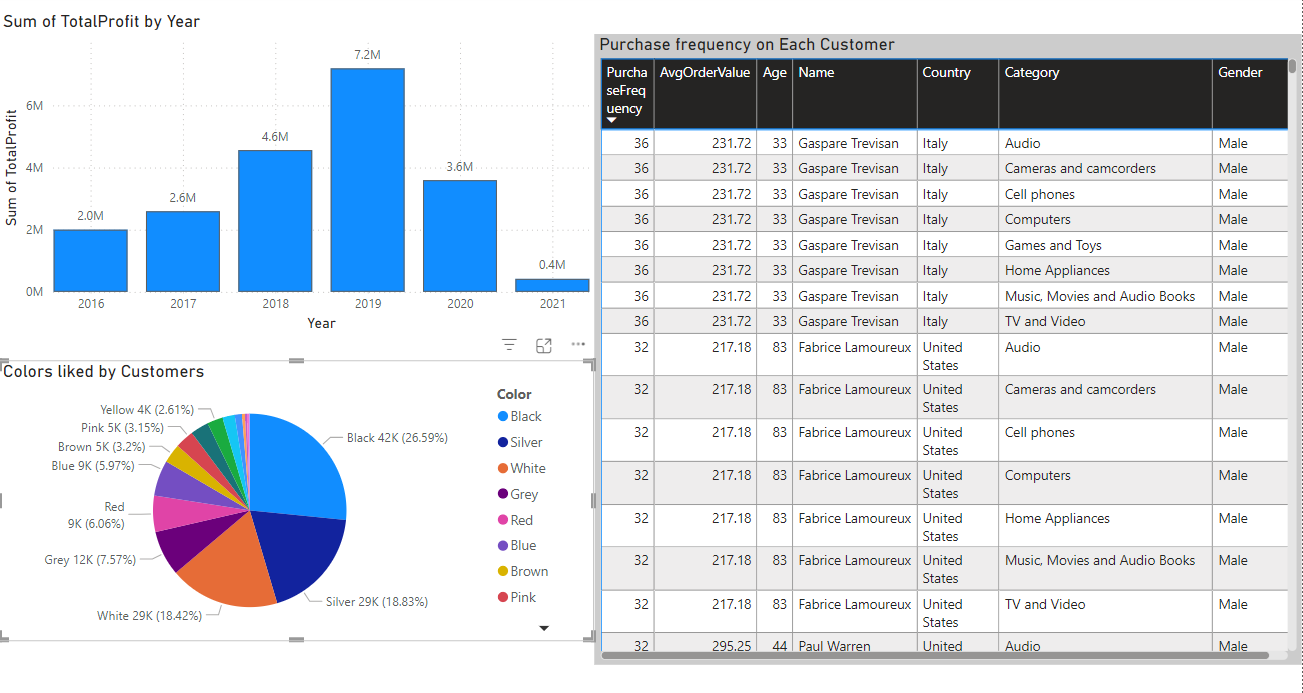 Sum of TotalProfit by Year
Sum of TotalProfit
6M
4M
2M
0M
2.0M
2.6M
4.6M
7.2M
3.6M
0.4M
2016 2017 2018 2019 2020 2021
Year
Colors liked by Customers
Yellow 4K (2.61%)
Pink 5K (3.15%)
Brown 5K (3.2%)
Blue 9K (5.97%)
Red
9K (6.06%)
Grey 12K (7.57%)
White 29K (18.42%)
Silver 29K (18.83%)
Black 42K (26.59%)
Color
Black
Silver
White
Grey
Red
Blue
Brown
Pink
Purchase frequency on Each Customer
Purcha AvgOrderValue Age Name Country Category Gender
seFreq
uency
36 231.72 33 Gaspare Trevisan Italy Audio Male
36 231.72 33 Gaspare Trevisan Italy Cameras and camcorders Male
36 231.72 33 Gaspare Trevisan Italy Cell phones Male
36 231.72 33 Gaspare Trevisan Italy Computers Male
36 231.72 33 Gaspare Trevisan Italy Games and Toys Male
36 231.72 33 Gaspare Trevisan Italy Home Appliances Male
36 231.72 33 Gaspare Trevisan Italy Music, Movies and Audio Books Male
36 231.72 33 Gaspare Trevisan Italy TV and Video Male
32 217.18 83 Fabrice Lamoureux United Audio Male
States
32 217.18 83 Fabrice Lamoureux United Cameras and camcorders Male
States
32 217.18 83 Fabrice Lamoureux United Cell phones Male
States
32 217.18 83 Fabrice Lamoureux United Computers Male
States
32 217.18 83 Fabrice Lamoureux United Home Appliances Male
States
32 217.18 83 Fabrice Lamoureux United Music, Movies and Audio Books Male
States
32 217.18 83 Fabrice Lamoureux United TV and Video Male
States
32 295.25 44 Paul Warren United Audio Male